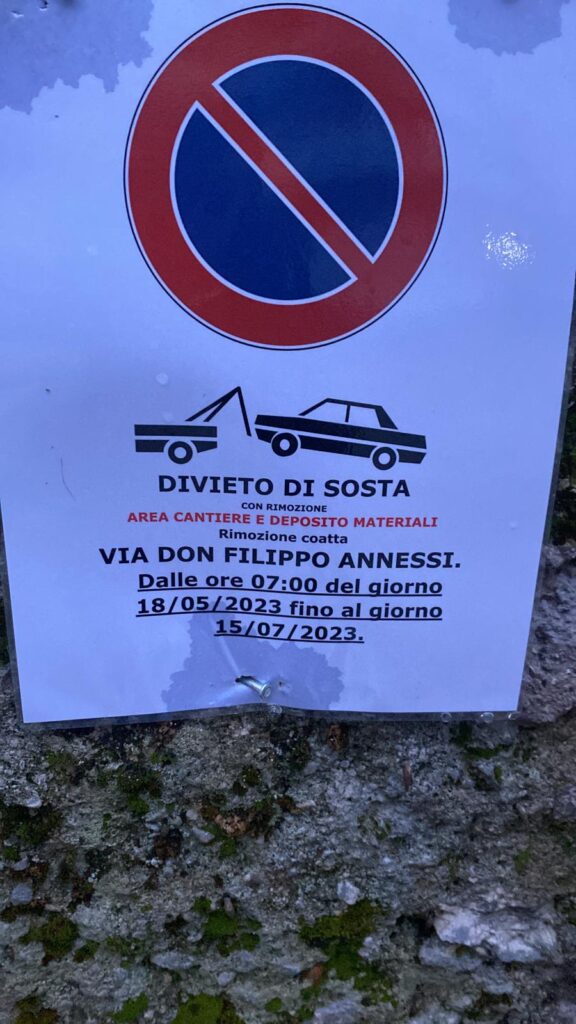 DIVIETO DI SOSTA
CON RIMOZIONE
AREA CANTIERE E DEPOSITO MATERIALI
Rimozione coatta
VIA DON FILIPPO ANNESSI.
Dalle ore 07:00 del giorno
18/05/2023 fino al giorno
15/07/2023.